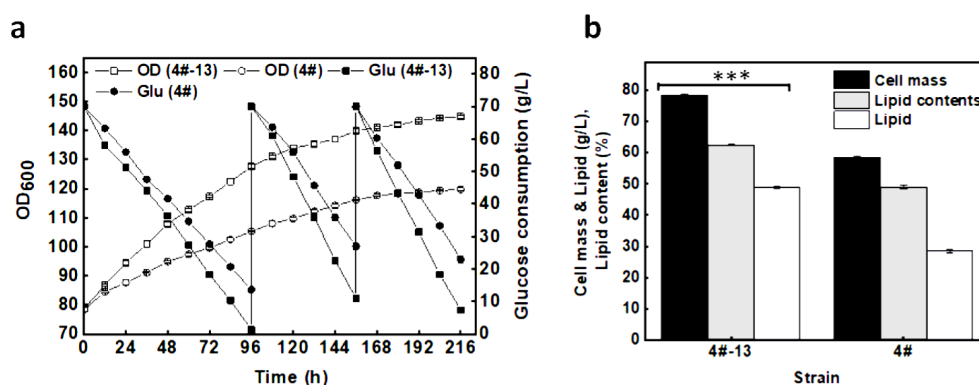 a
160
150
140
130
120
110
100
90
80
70
OD600
OD (4#-13)
OD (4#)
Glu (4#-13)
Glu (4#)
80
70
60
50
40
30
20
10
0
Glucose consumption (g/L)
0 24 48 72 96 120 144 168 192 216
Time (h)
b
80
70
60
50
40
30
20
10
0
Cell mass & Lipid (g/L),
Lipid content (%)
***
Cell mass
Lipid contents
Lipid
4#-13 4#
Strain